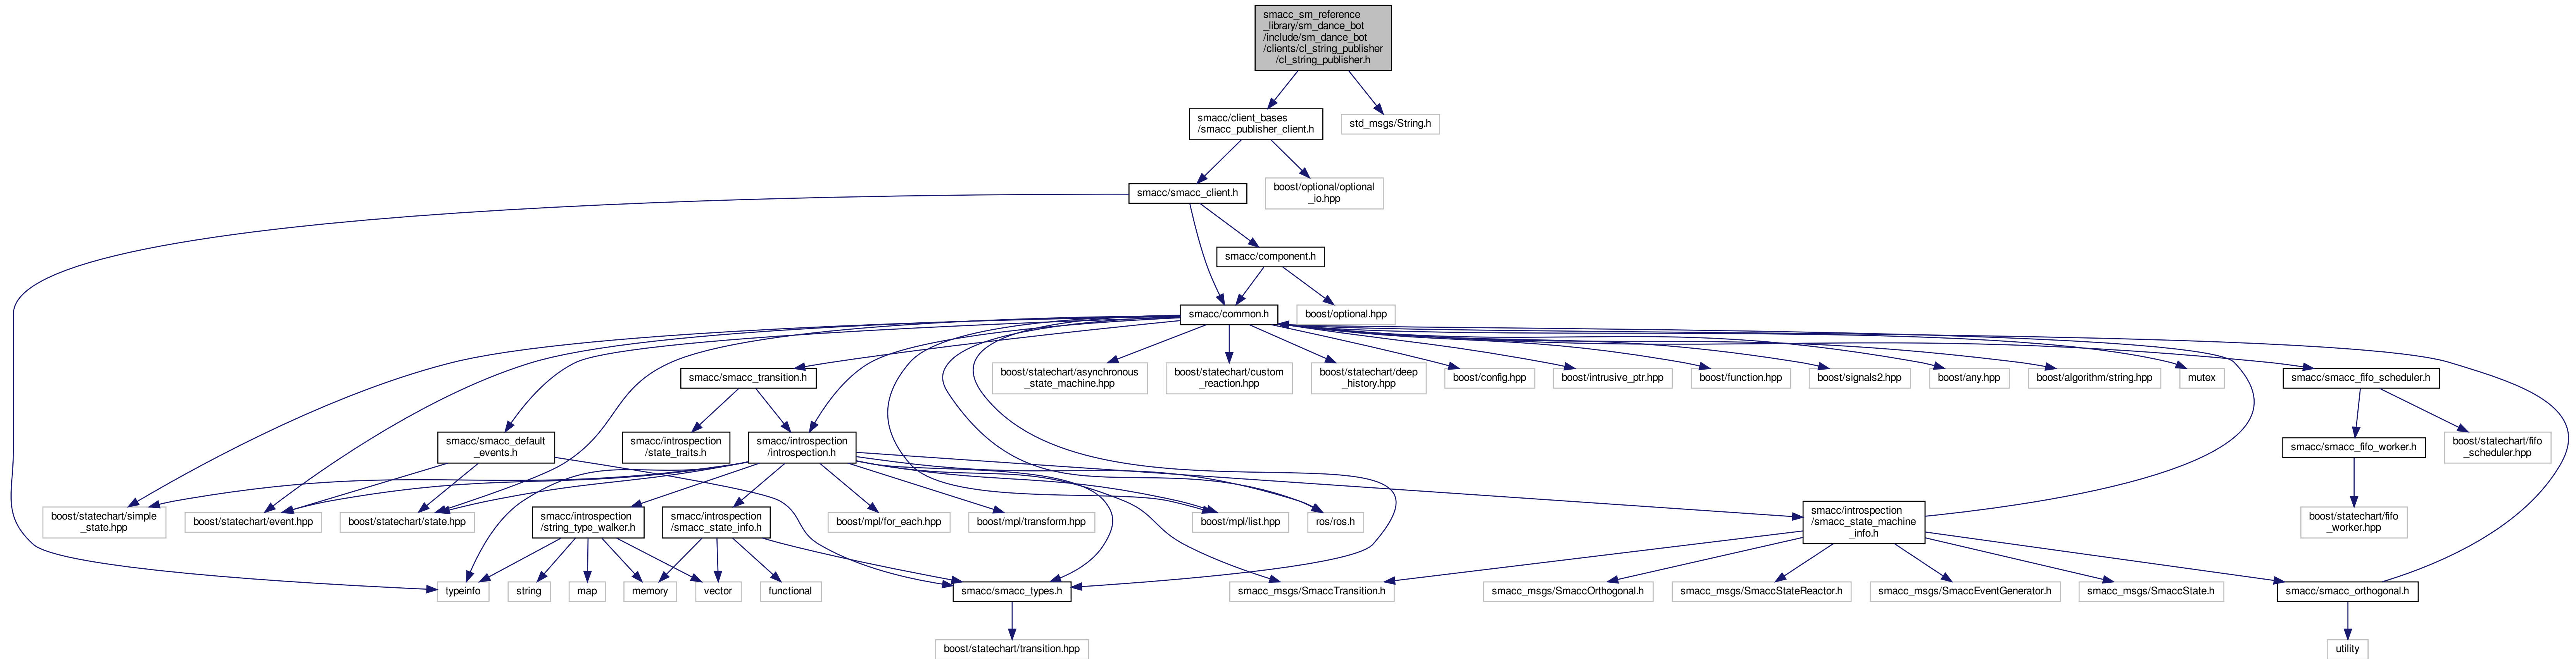 smacc_sm_reference
_library/sm_dance_bot
/include/sm_dance_bot
/clients/cl_string_publisher
/cl_string_publisher.h
smacc/client_bases
/smacc_publisher_client.h
std_msgs/String.h
smacc/smacc_client.h
boost/optional/optional
_io.hpp
smacc/component.h
smacc/common.h
boost/optional.hpp
smacc/smacc_transition.h
boost/statechart/asynchronous
_state_machine.hpp
boost/statechart/custom
_reaction.hpp
boost/statechart/deep
_history.hpp
boost/config.hpp
boost/intrusive_ptr.hpp
boost/function.hpp
boost/signals2.hpp
boost/any.hpp
boost/algorithm/string.hpp
mutex
smacc/smacc_fifo_scheduler.h
smacc/smacc_default
_events.h
smacc/introspection
/state_traits.h
smacc/introspection
/introspection.h
smacc/smacc_fifo_worker.h
boost/statechart/fifo
_scheduler.hpp
boost/statechart/simple
_state.hpp
boost/statechart/event.hpp
boost/statechart/state.hpp
smacc/introspection
/string_type_walker.h
smacc/introspection
/smacc_state_info.h
boost/mpl/for_each.hpp
boost/mpl/transform.hpp
boost/mpl/list.hpp
ros/ros.h
smacc/introspection
/smacc_state_machine
_info.h
boost/statechart/fifo
_worker.hpp
typeinfo
string
map
memory
vector
functional
smacc/smacc_types.h
smacc_msgs/SmaccTransition.h
smacc_msgs/SmaccOrthogonal.h
smacc_msgs/SmaccStateReactor.h
smacc_msgs/SmaccEventGenerator.h
smacc_msgs/SmaccState.h
smacc/smacc_orthogonal.h
boost/statechart/transition.hpp
utility